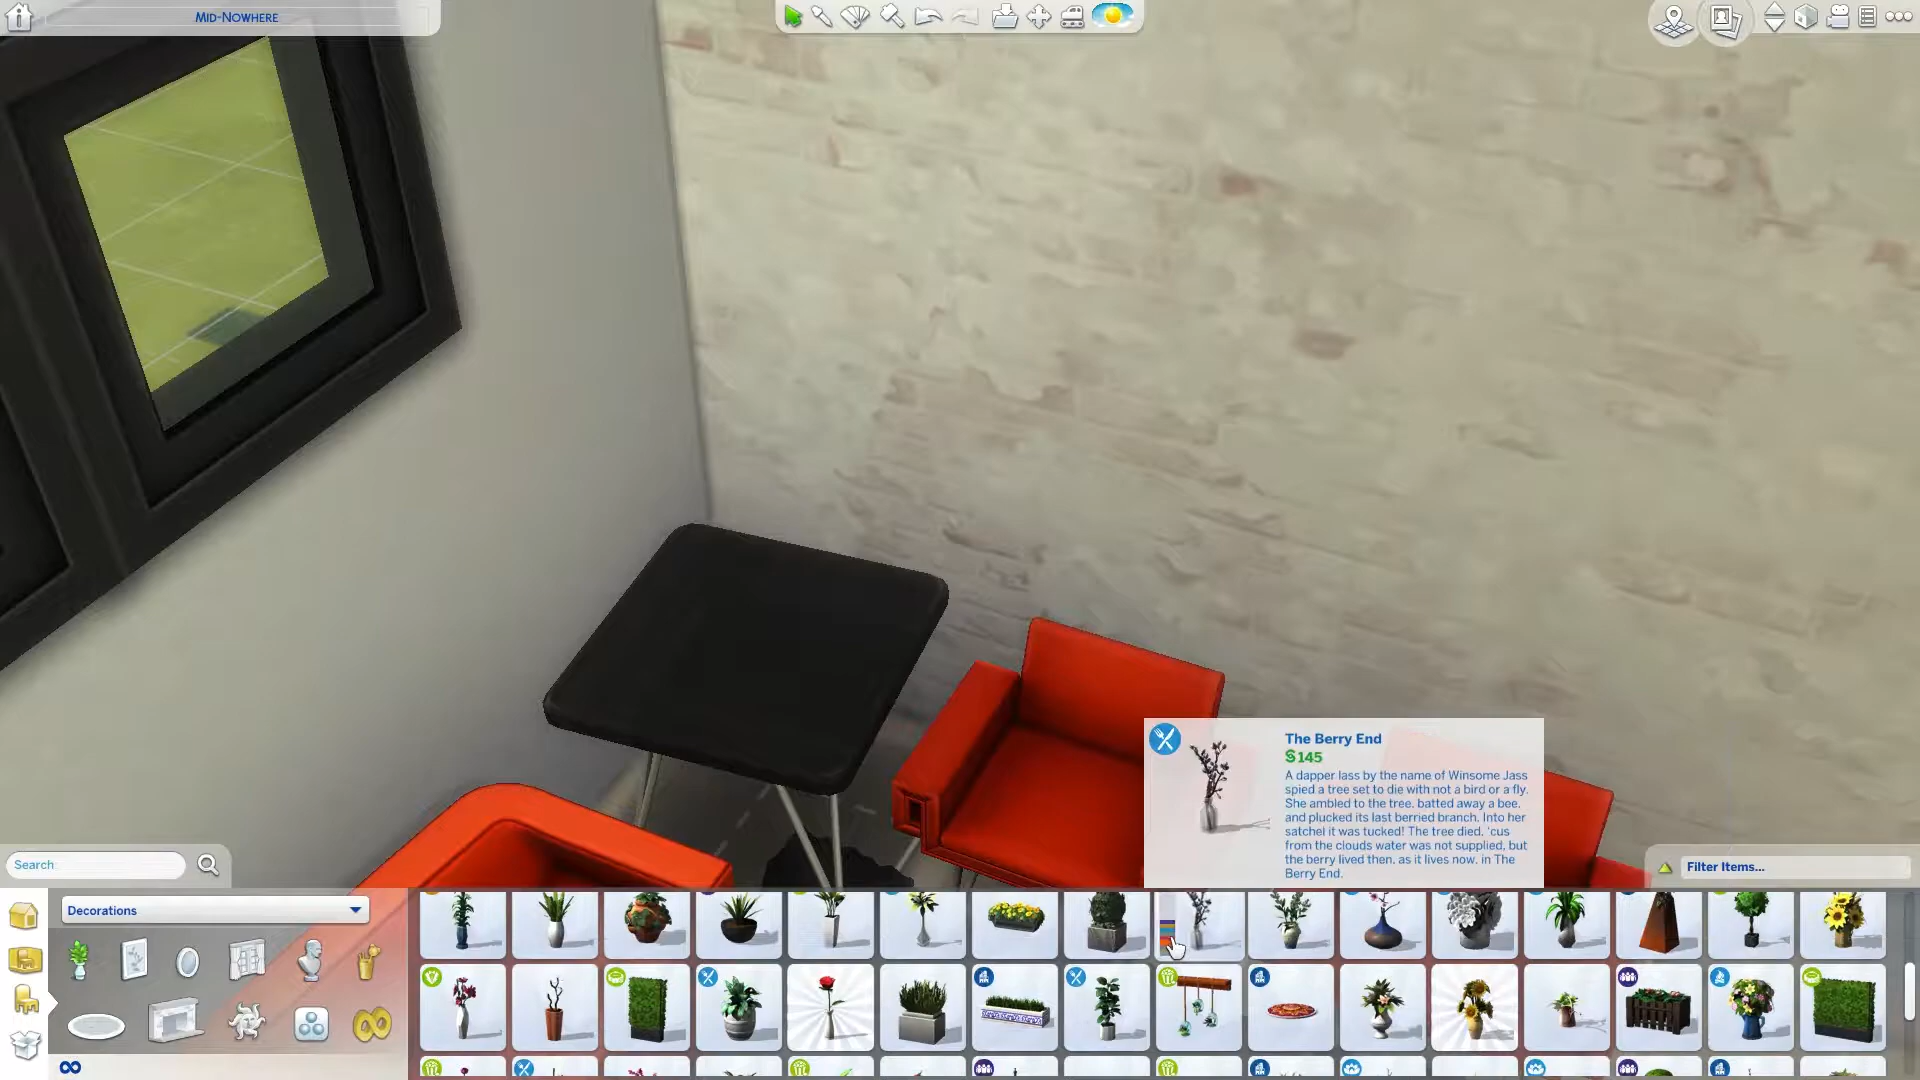 Mid-Nowhere
The Berry End
§145
A dapper lass by the name of Winsome Jass
spied a tree set to die with not a bird or a fly.
She ambled to the tree, batted away a bee,
and plucked its last berried branch. Into her
satchel it was tucked! The tree died, 'cus
from the clouds water was not supplied, but
the berry lived then, as it lives now, in The
Berry End.
Search:
Filter Items...
Decorations